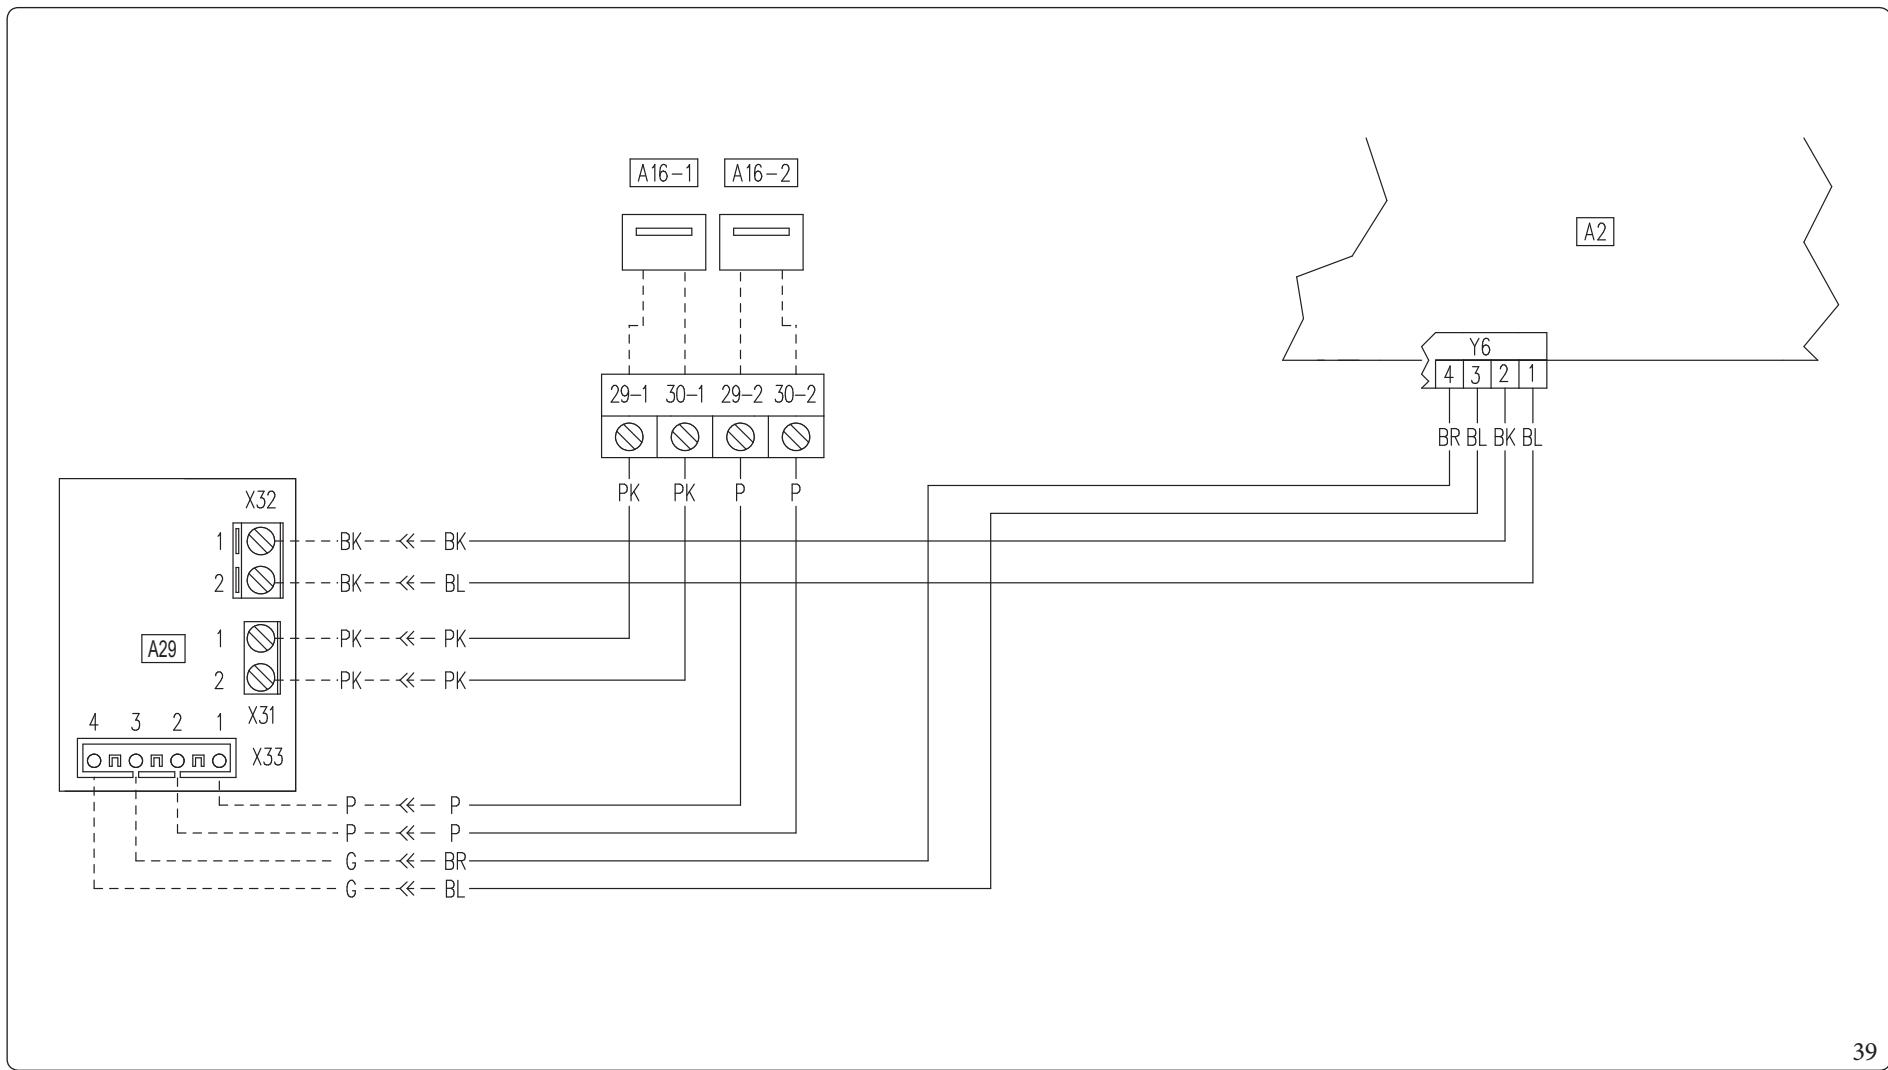 A16-1 A16-2
A2
Y6
4 3 2 1
29-1 30-1 29-2 30-2
BR BL BK BL
PK PK P P
X32
1 BK BK
2 BK BL
1 PK PK
A29
2 PK PK
X31
4 3 2 1
X33
P P
P P
G BR
G BL
39